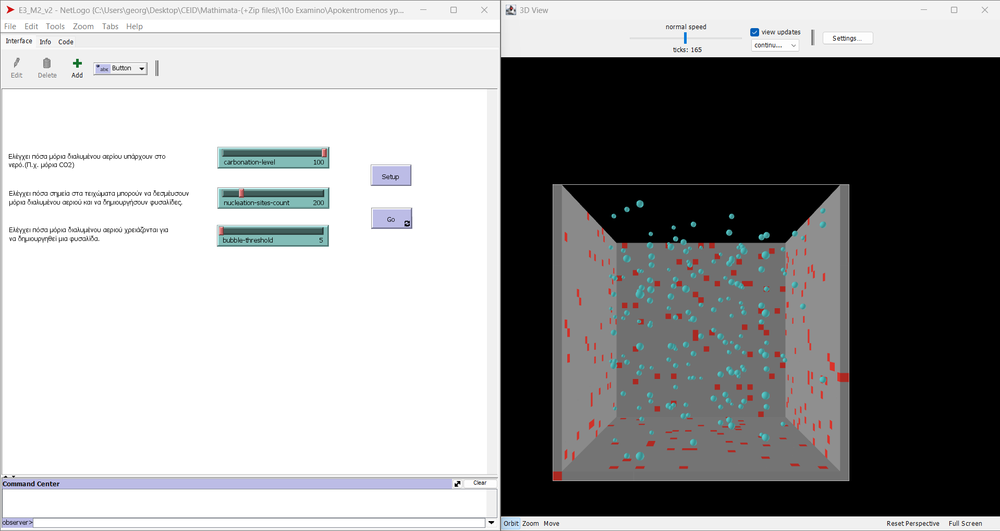 E3_M2_v2 - NetLogo {C:\Users\georg\Desktop\CEID\Mathimata-(+Zip files)\10o Examino\Apokentromenos yp...
File Edit Tools Zoom Tabs Help
Interface Info Code
Edit Delete Add
abc Button
Ελέγχει πόσα μόρια διαλυμένου αερίου υπάρχουν στο
νερό.(Π.χ. μόρια CO2)
carbonation-level 100
Setup
Ελέγχει πόσα σημεία στα τειχώματα μπορούν να δεσμέυσουν
μόρια διαλυμένου αεριού και να δημιουργήσουν φυσαλίδες.
nucleation-sites-count 200
Go
Ελέγχει πόσα μόρια διαλυμένου αεριού χρειάζονται για
να δημιουργηθεί μια φυσαλίδα.
bubble-threshold 5
Command Center
Clear
observer>
3D View
normal speed
ticks: 165
view updates
continu...
Settings...
Orbit Zoom Move
Reset Perspective Full Screen